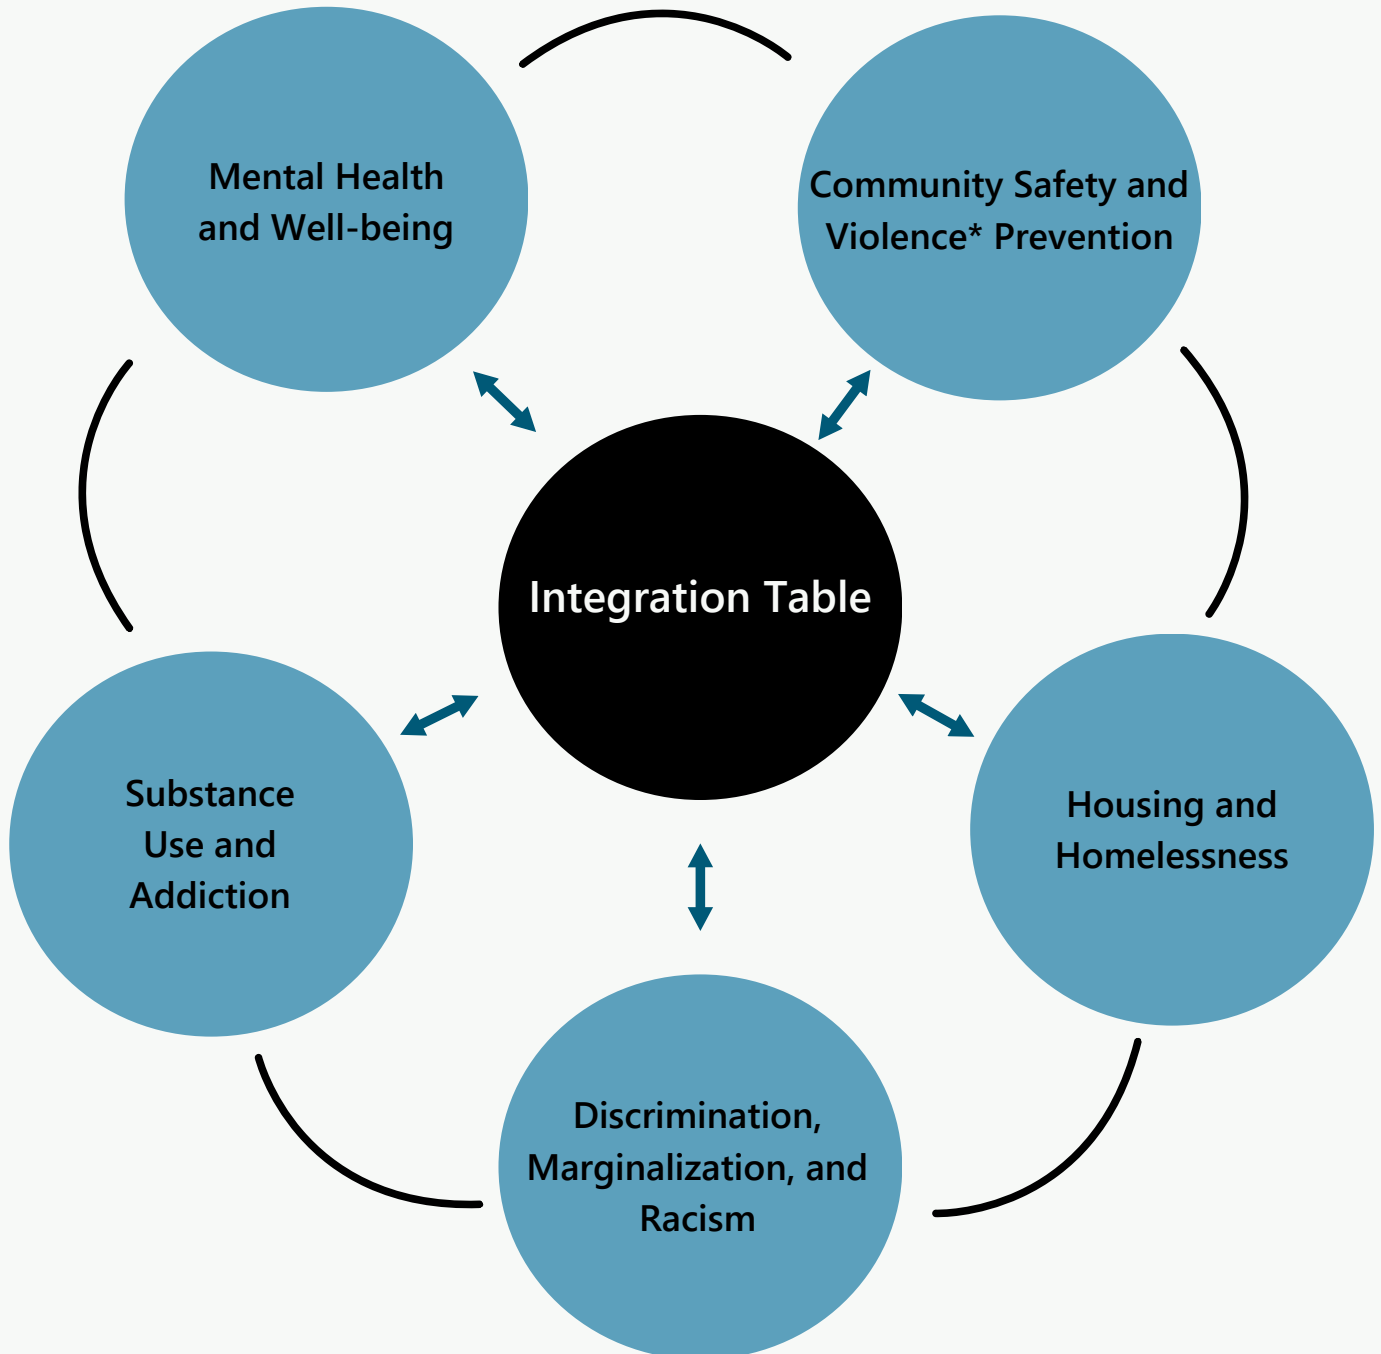 Mental Health
and Well-being
Community Safety and
Violence* Prevention
Integration Table
Substance
Use and
Addiction
Housing and
Homelessness
Discrimination,
Marginalization, and
Racism